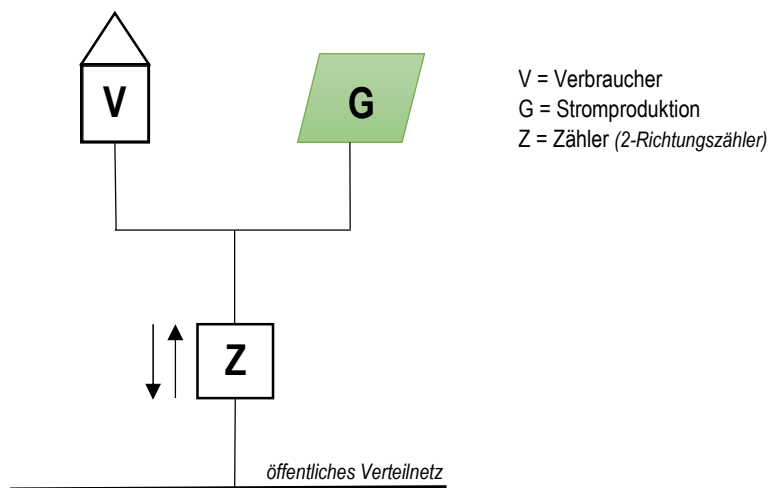 V
G
V = Verbraucher
G = Stromproduktion
Z = Zähler (2-Richtungszähler)
Z
öffentliches Verteilnetz